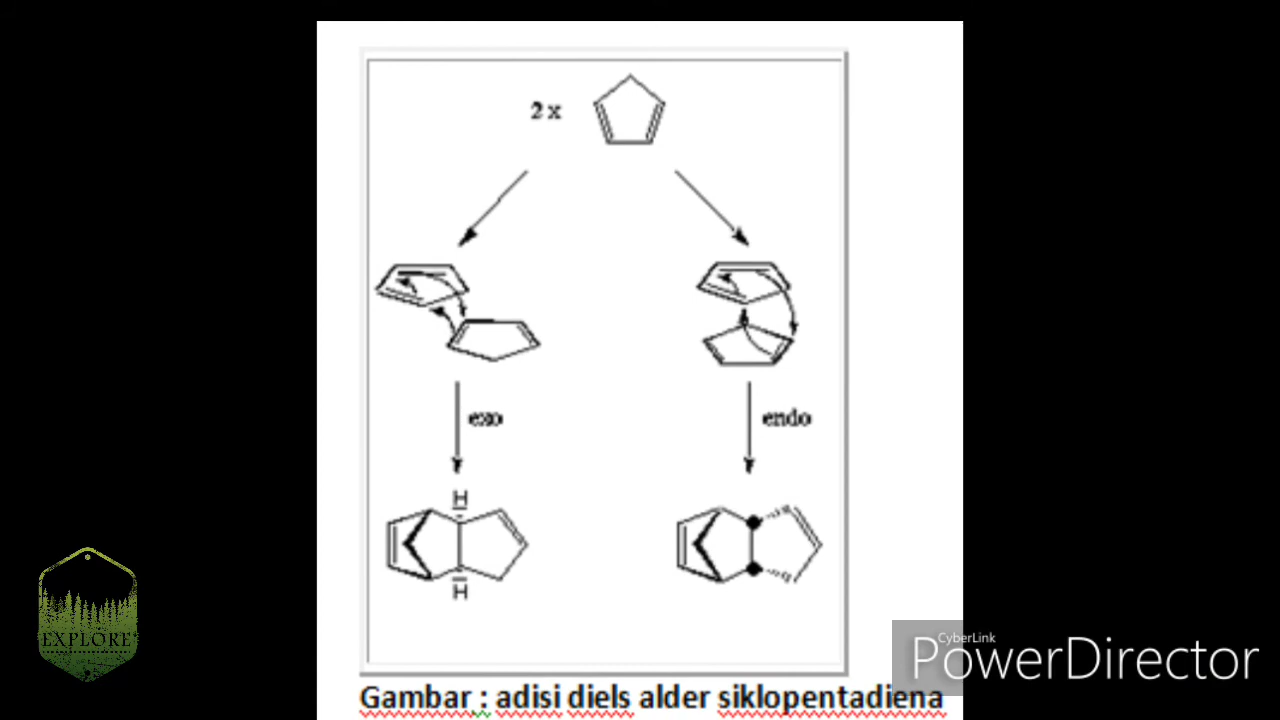 2 x
exo
endo
H
H
EXPLORE
CyberLink
PowerDirector
Gambar : adisi diels alder siklopentadiena